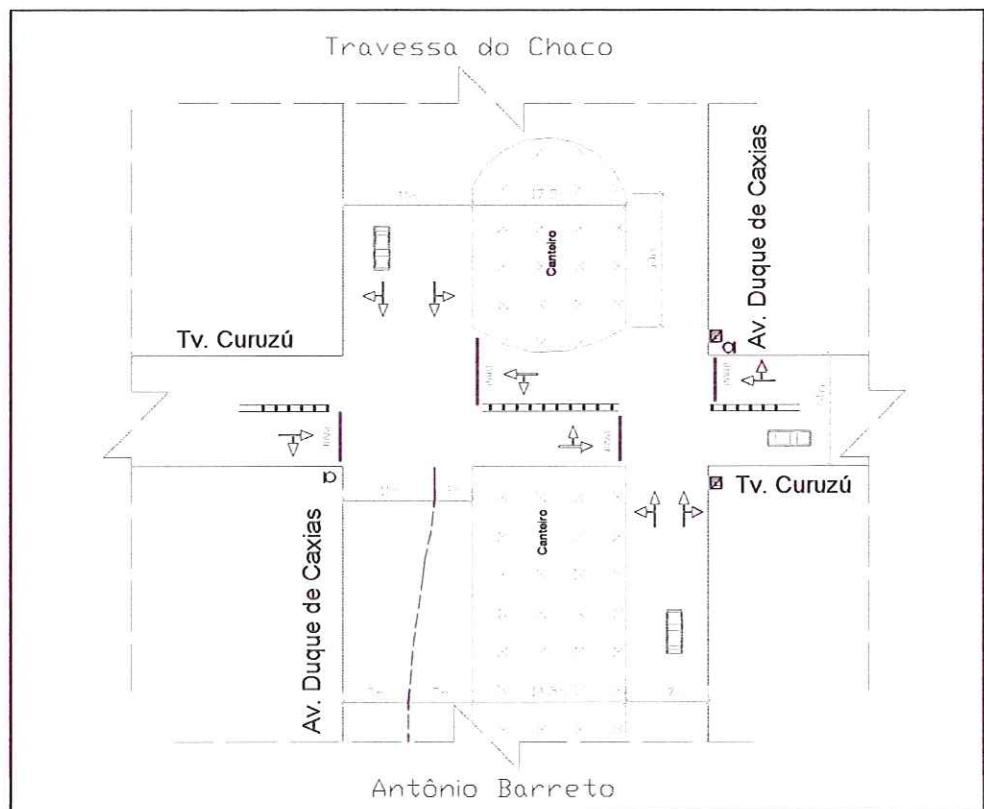 Travessa do Chaco
Av. Duque de Caxias
Canteiro
Tv. Curuzú
Tv. Curuzú
Canteiro
Av. Duque de Caxias
Antônio Barreto